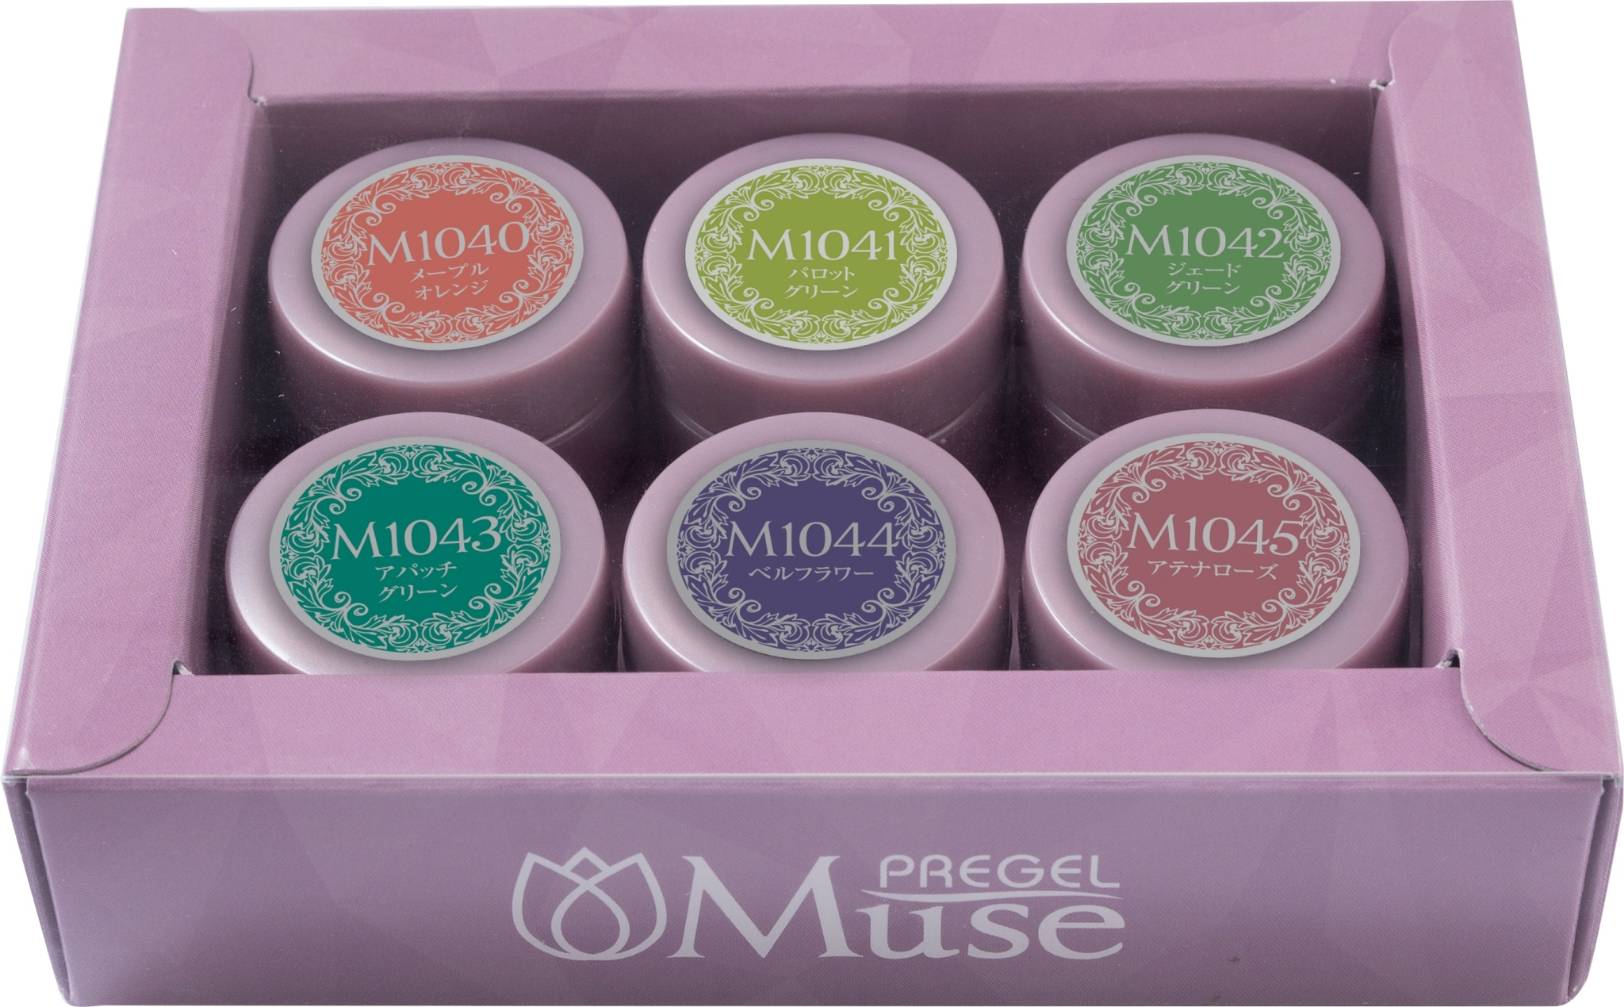 M1040
メープル
オレンジ
M1041
パロット
グリーン
M1042
ジェード
グリーン
M1043
アパッチ
グリーン
M1044
ベルフラワー
M1045
アテナローズ
PREGEL
Muse